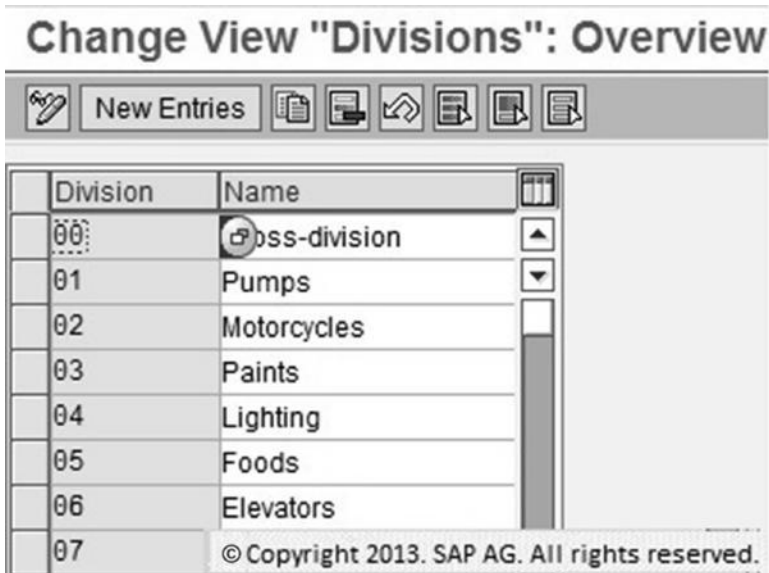 Change View "Divisions": Overview
New Entries
Division Name
00 oss-division
01 Pumps
02 Motorcycles
03 Paints
04 Lighting
05 Foods
06 Elevators
07
© Copyright 2013. SAP AG. All rights reserved.